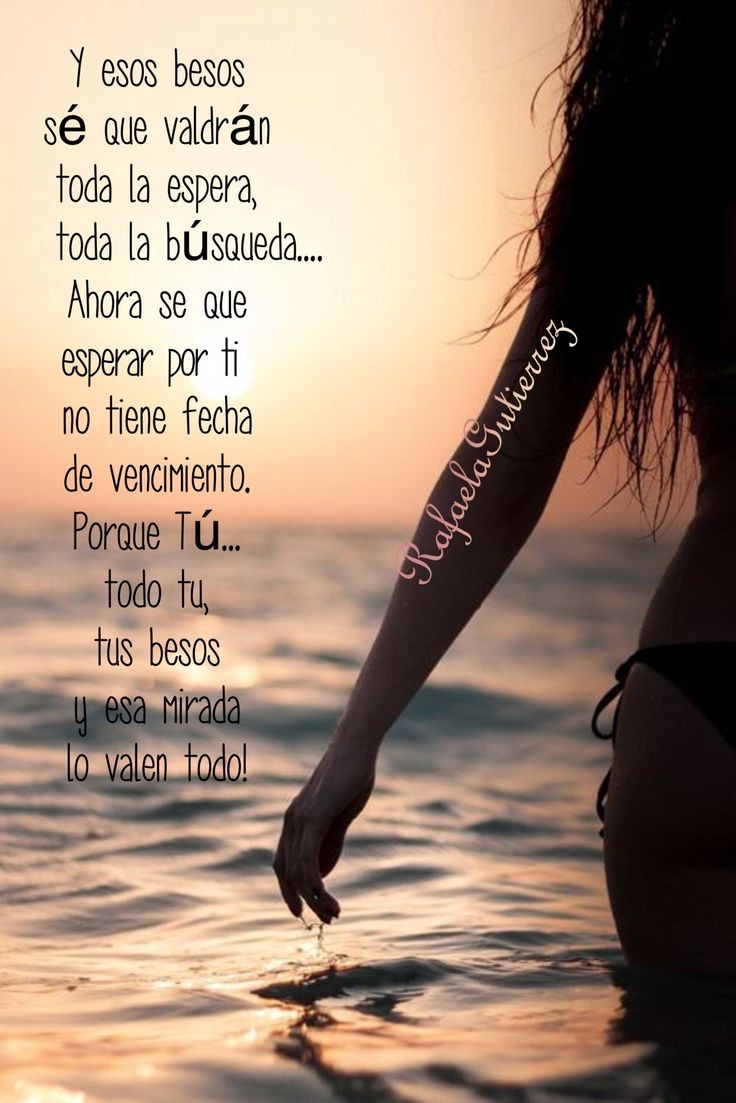 Y esos besos
sé que valdrán
toda la espera,
toda la búsqueda....
Ahora se que
esperar por ti
no tiene fecha
de vencimiento.
Porque Tú...
todo tu,
tus besos
y esa mirada
lo valen todo!
RafaelaGutierrez